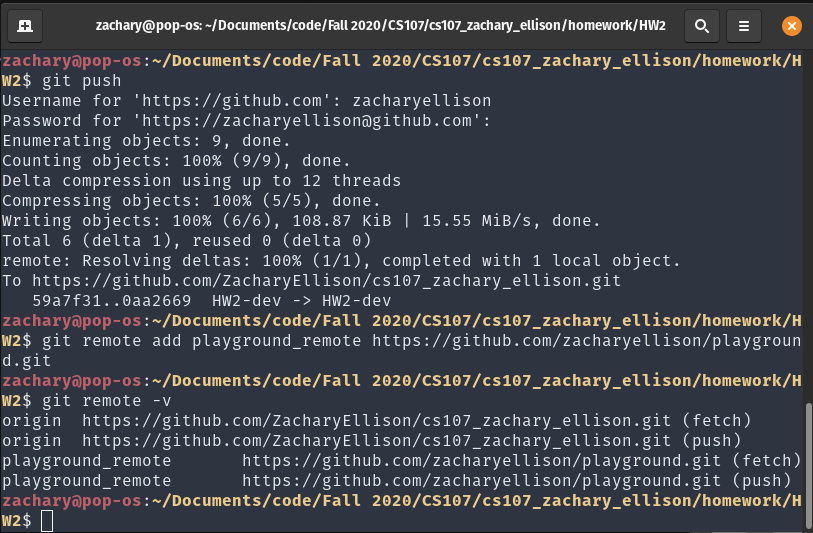 zachary@pop-os: ~/Documents/code/Fall 2020/CS107/cs107_zachary_ellison/homework/HW2
zachary@pop-os:~/Documents/code/Fall 2020/CS107/cs107_zachary_ellison/homework/H
W2$ git push
Username for 'https://github.com': zacharyellison
Password for 'https://zacharyellison@github.com':
Enumerating objects: 9, done.
Counting objects: 100% (9/9), done.
Delta compression using up to 12 threads
Compressing objects: 100% (5/5), done.
Writing objects: 100% (6/6), 108.87 KiB | 15.55 MiB/s, done.
Total 6 (delta 1), reused 0 (delta 0)
remote: Resolving deltas: 100% (1/1), completed with 1 local object.
To https://github.com/ZacharyEllison/cs107_zachary_ellison.git
   59a7f31..0aa2669  HW2-dev -> HW2-dev
zachary@pop-os:~/Documents/code/Fall 2020/CS107/cs107_zachary_ellison/homework/H
W2$ git remote add playground_remote https://github.com/zacharyellison/playgroun
d.git
zachary@pop-os:~/Documents/code/Fall 2020/CS107/cs107_zachary_ellison/homework/H
W2$ git remote -v
origin  https://github.com/ZacharyEllison/cs107_zachary_ellison.git (fetch)
origin  https://github.com/ZacharyEllison/cs107_zachary_ellison.git (push)
playground_remote       https://github.com/zacharyellison/playground.git (fetch)
playground_remote       https://github.com/zacharyellison/playground.git (push)
zachary@pop-os:~/Documents/code/Fall 2020/CS107/cs107_zachary_ellison/homework/H
W2$